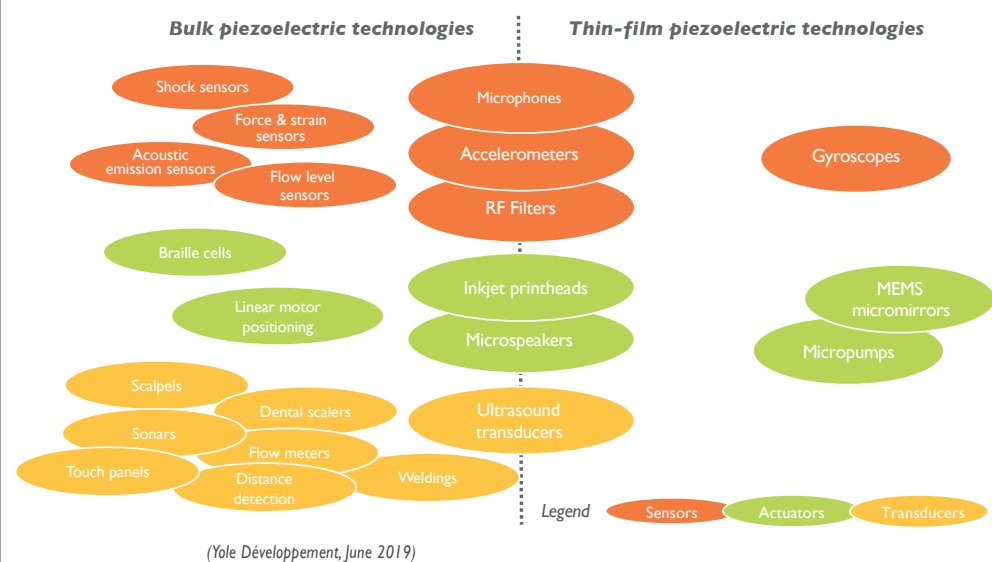 Bulk piezoelectric technologies
Thin-film piezoelectric technologies
Shock sensors
Force & strain
sensors
Acoustic
emission sensors
Flow level
sensors
Microphones
Accelerometers
RF Filters
Gyroscopes
Braille cells
Linear motor
positioning
Inkjet printheads
Microspeakers
MEMS
micromirrors
Micropumps
Scalpels
Dental scalers
Sonars
Flow meters
Touch panels
Distance
detection
Weldings
Ultrasound
transducers
Legend
Sensors
Actuators
Transducers
(Yole Développement, June 2019)